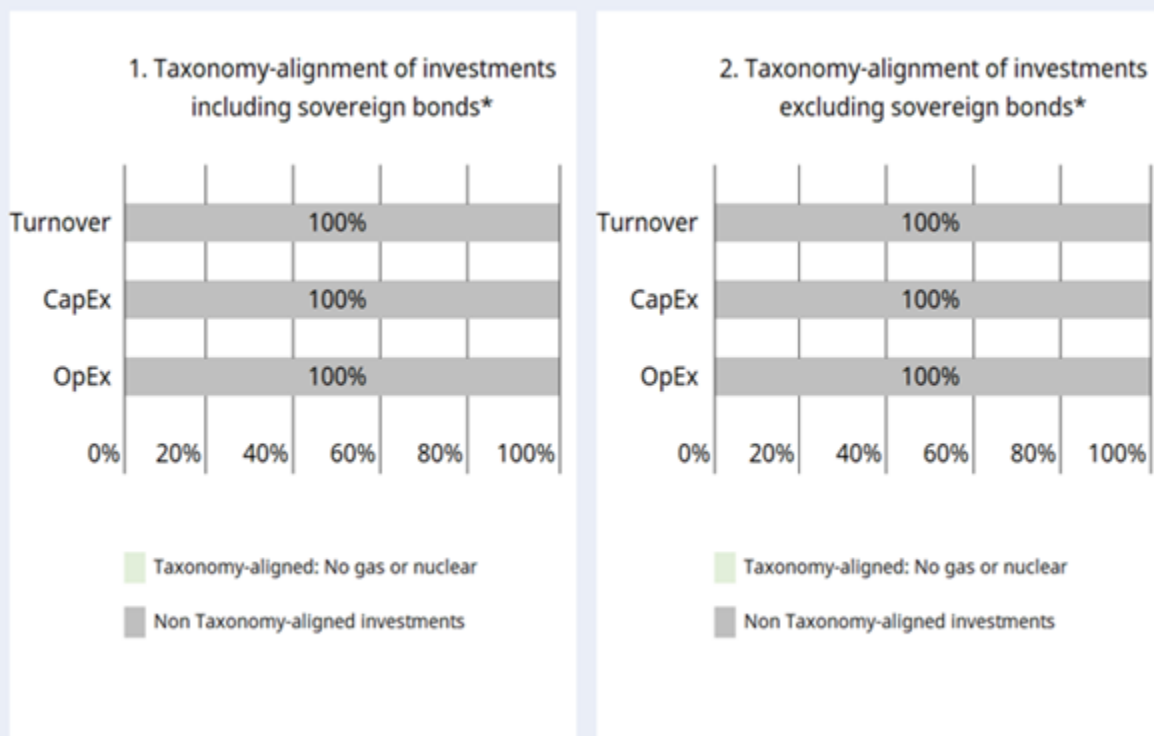 1. Taxonomy-alignment of investments
including sovereign bonds*
Turnover 100%
CapEx 100%
OpEx 100%
0% 20% 40% 60% 80% 100%
Taxonomy-aligned: No gas or nuclear
Non Taxonomy-aligned investments
2. Taxonomy-alignment of investments
excluding sovereign bonds*
Turnover 100%
CapEx 100%
OpEx 100%
0% 20% 40% 60% 80% 100%
Taxonomy-aligned: No gas or nuclear
Non Taxonomy-aligned investments